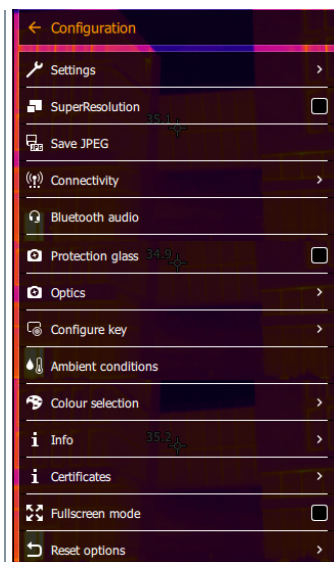 Configuration
Settings
SuperResolution
35.1
Save JPEG
Connectivity
Bluetooth audio
Protection glass 34.9
Optics
Configure key
Ambient conditions
Colour selection
Info 35.2
Certificates
Fullscreen mode
Reset options